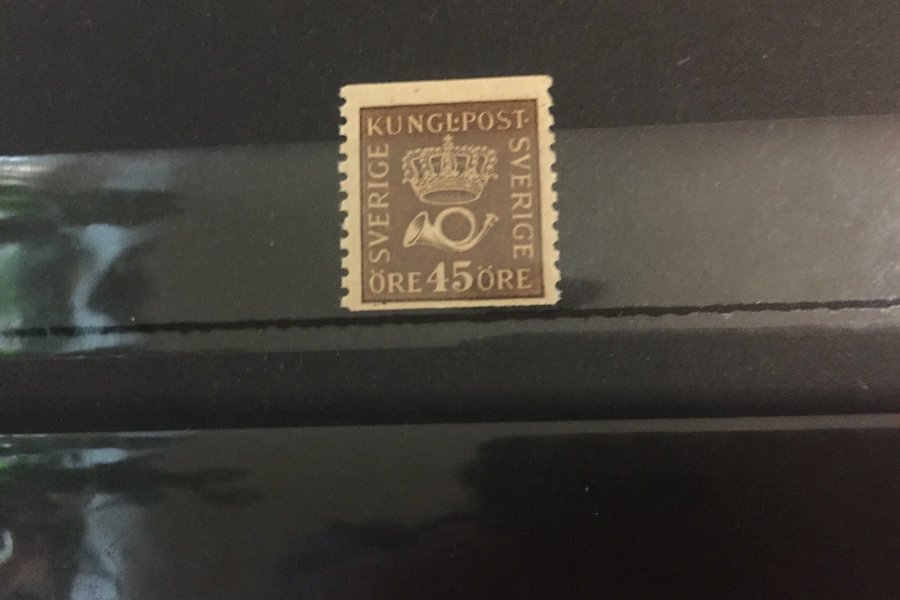 KUNGL·POST·
SVERIGE
SVERIGE
ÖRE 45 ÖRE